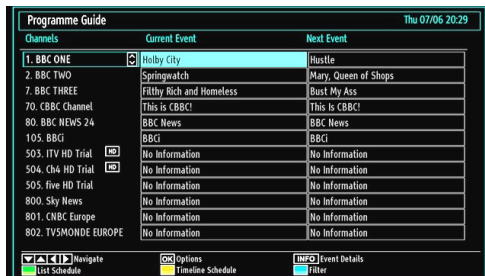 Programme Guide Thu 07/06 20:29
Channels Current Event Next Event
1. BBC ONE Holby City Hustle
2. BBC TWO Springwatch Mary, Queen of Shops
7. BBC THREE Filthy Rich and Homeless Bust My Ass
70. CBBC Channel This is CBBC! This Is CBBC!
80. BBC NEWS 24 BBC News BBC News
105. BBCi BBCi BBCi
503. ITV HD Trial HD No Information No Information
504. Ch4 HD Trial HD No Information No Information
505. five HD Trial No Information No Information
800. Sky News No Information No Information
801. CNBC Europe No Information No Information
802. TV5MONDE EUROPE No Information No Information
Navigate OK Options INFO Event Details
List Schedule Timeline Schedule Filter